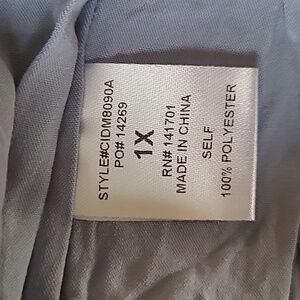 STYLE#CIDM8090A
PO# 14269
1X
RN# 141701
MADE IN CHINA
SELF
100% POLYESTER